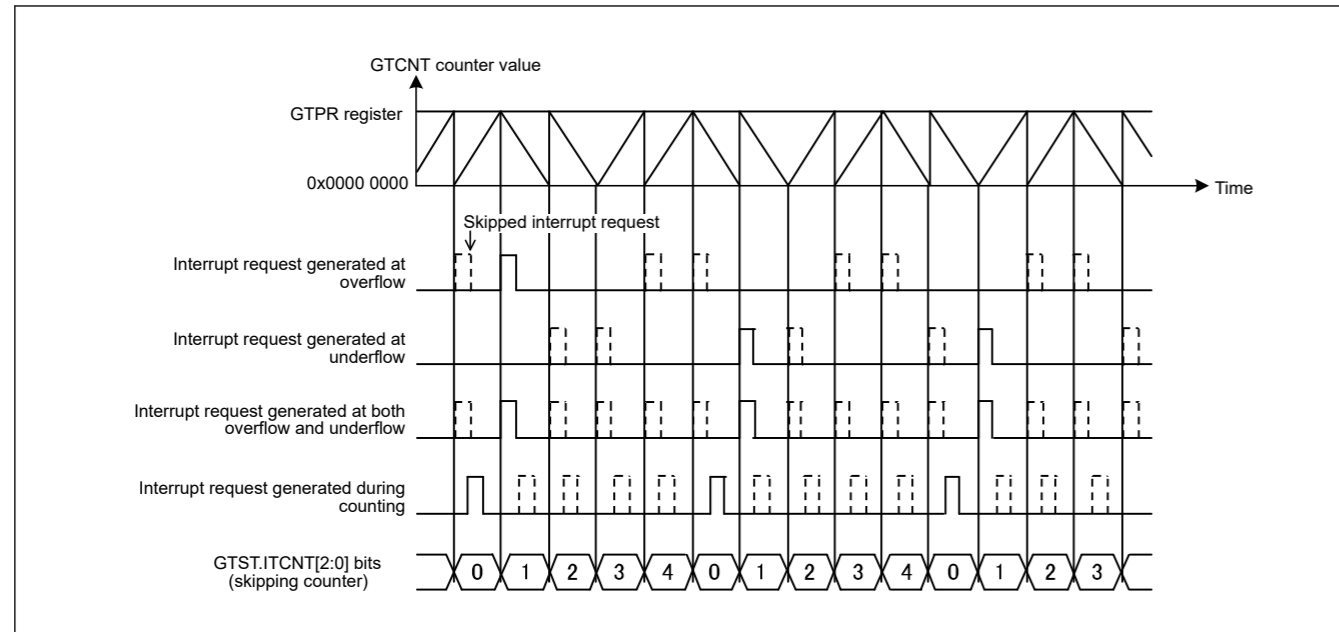 GTCNT counter value
GTPR register
0x0000 0000
Time
Skipped interrupt request
Interrupt request generated at
overflow
Interrupt request generated at
underflow
Interrupt request generated at both
overflow and underflow
Interrupt request generated during
counting
GTST.ITCNT[2:0] bits
(skipping counter)
0 1 2 3 4 0 1 2 3 4 0 1 2 3